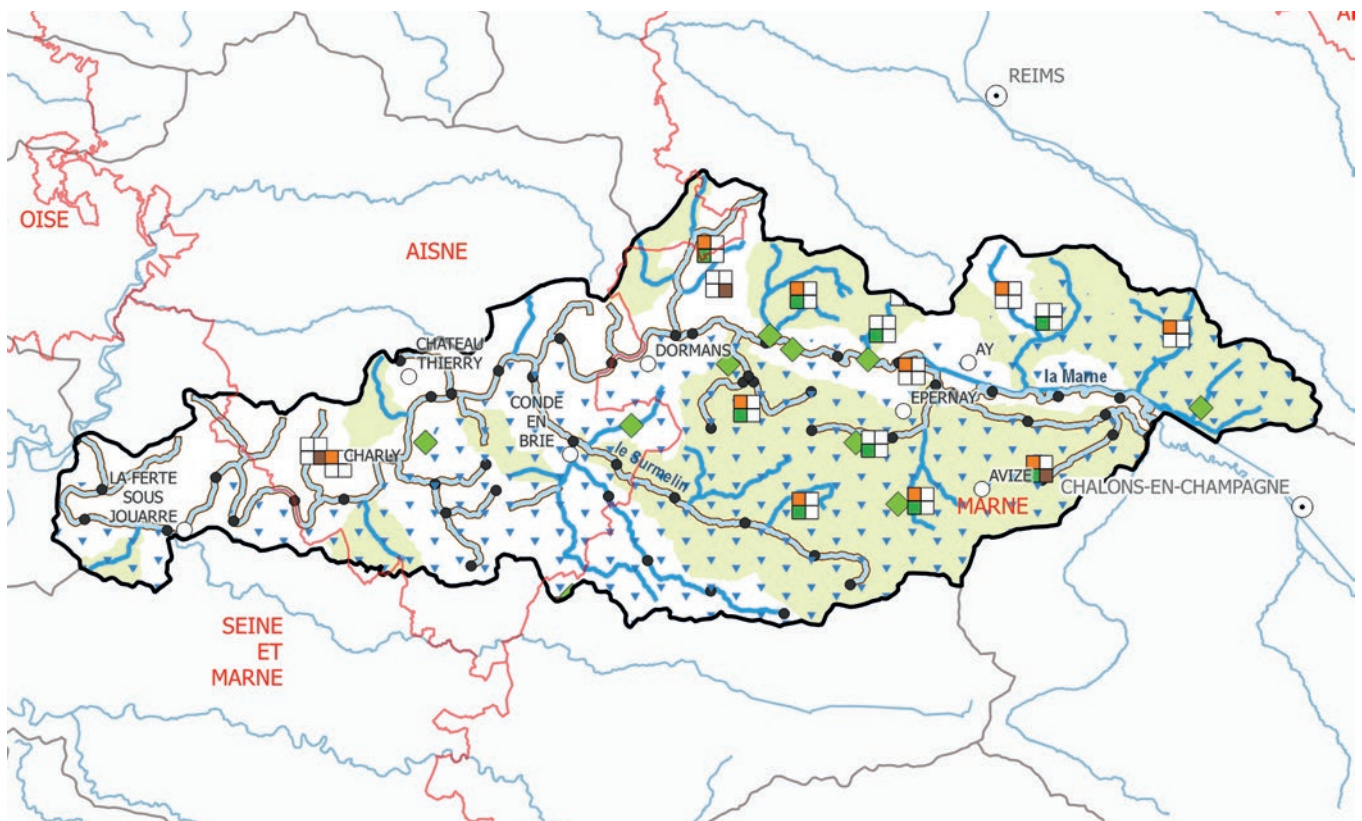 REIMS
OISE
AISNE
CHATEAU
THIERRY
DORMANS
AY
la Marne
EPERNAY
CONDE
EN
BRIE
CHARLY
le Surmelin
LA FERTE
SOUS
JOUARRE
AVIZE
CHALONS-EN-CHAMPAGNE
MARNE
SEINE
ET
MARNE